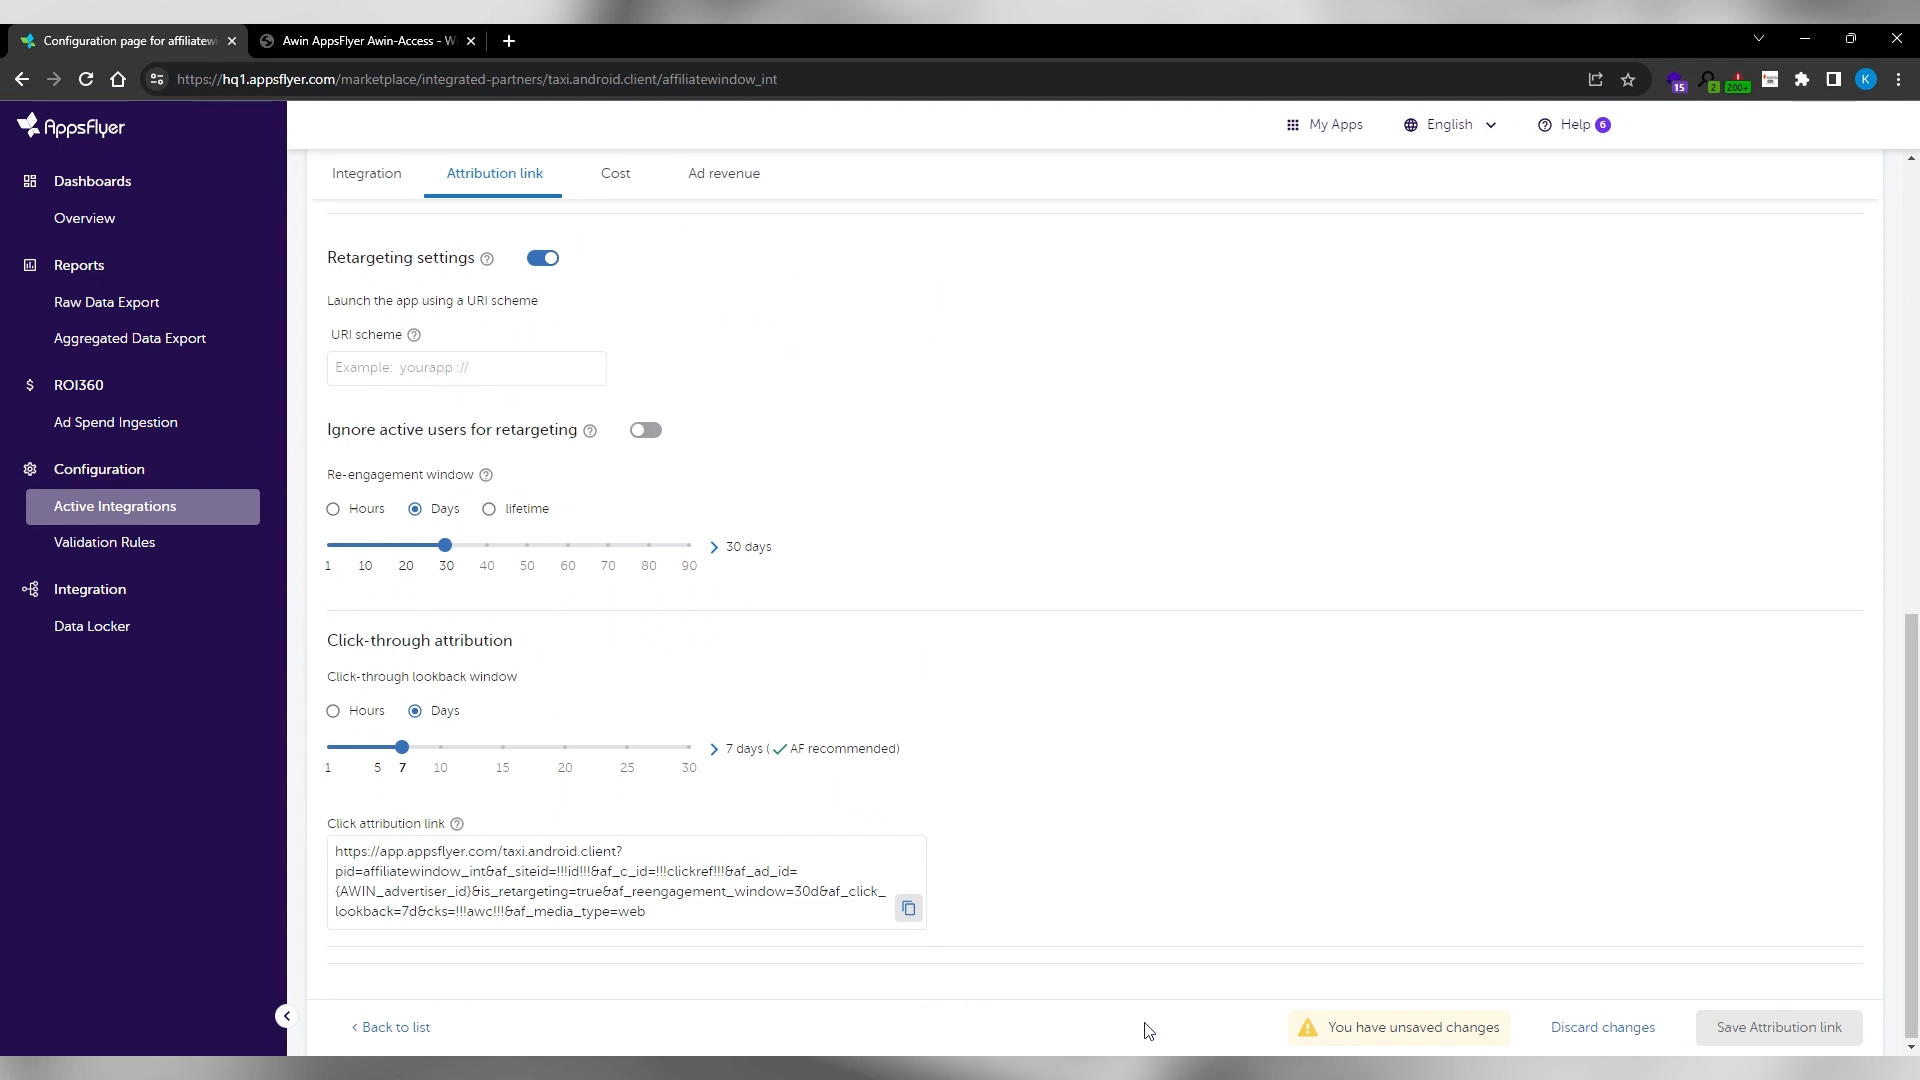 Configuration page for affiliatewi
Awin AppsFlyer Awin-Access - W
https://hq1.appsflyer.com/marketplace/integrated-partners/taxi.android.client/affiliatewindow_int
15
2
200+
K
AppsFlyer
My Apps
English
Help 6
Dashboards
Overview
Reports
Raw Data Export
Aggregated Data Export
ROI360
Ad Spend Ingestion
Configuration
Active Integrations
Validation Rules
Integration
Data Locker
Integration
Attribution link
Cost
Ad revenue
Retargeting settings
Launch the app using a URI scheme
URI scheme
Example: yourapp ://
Ignore active users for retargeting
Re-engagement window
Hours Days lifetime
30 days
1 10 20 30 40 50 60 70 80 90
Click-through attribution
Click-through lookback window
Hours Days
7 days (✓ AF recommended)
1 5 7 10 15 20 25 30
Click attribution link
https://app.appsflyer.com/taxi.android.client?
pid=affiliatewindow_int&af_siteid=!!!id!!!&af_c_id=!!!clickref!!!&af_ad_id=
{AWIN_advertiser_id}&is_retargeting=true&af_reengagement_window=30d&af_click_
lookback=7d&cks=!!!awc!!!&af_media_type=web
< Back to list
You have unsaved changes
Discard changes
Save Attribution link